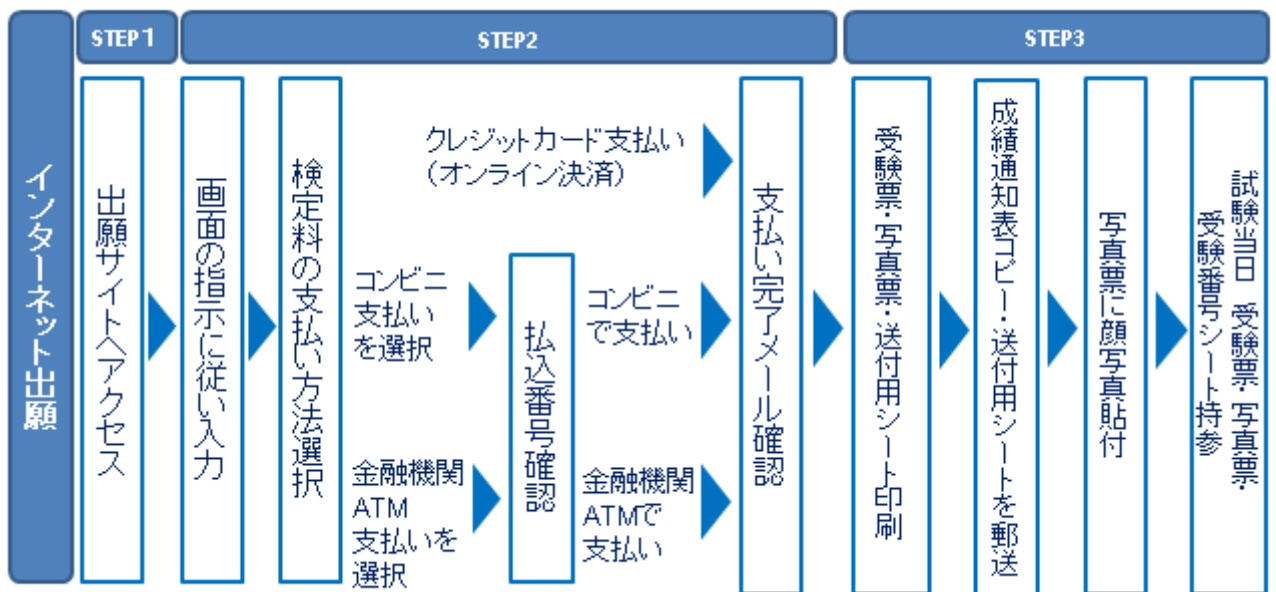 インターネット出願
STEP1
STEP2
STEP3
出願サイトへアクセス
画面の指示に従い入力
検定料の支払い方法選択
クレジットカード支払い
（オンライン決済）
コンビニ
支払い
を選択
金融機関
ATM
支払いを
選択
払込番号確認
コンビニ
で支払い
金融機関
ATMで
支払い
支払い完了メール確認
受験票・写真票・送付用シート印刷
成績通知表コピー・送付用シートを郵送
写真票に顔写真貼付
試験当日　受験票・写真票・
受験番号シート持参